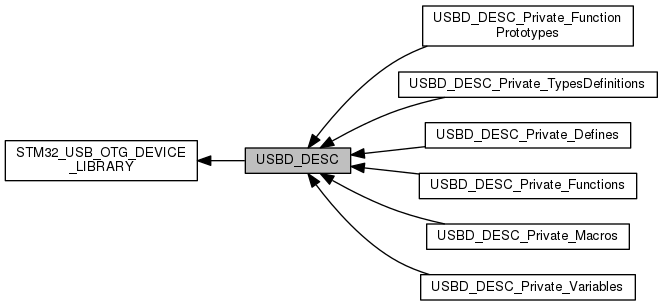 USBD_DESC_Private_Function
Prototypes
USBD_DESC_Private_TypesDefinitions
USBD_DESC_Private_Defines
STM32_USB_OTG_DEVICE
_LIBRARY
USBD_DESC
USBD_DESC_Private_Functions
USBD_DESC_Private_Macros
USBD_DESC_Private_Variables